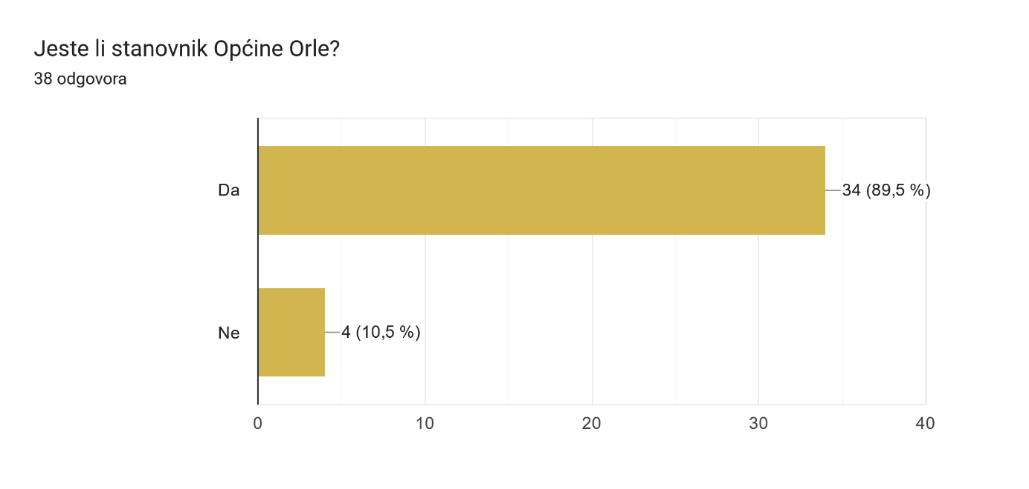 Jeste li stanovnik Općine Orle?
38 odgovora
Da
34 (89,5 %)
Ne
4 (10,5 %)
0
10
20
30
40